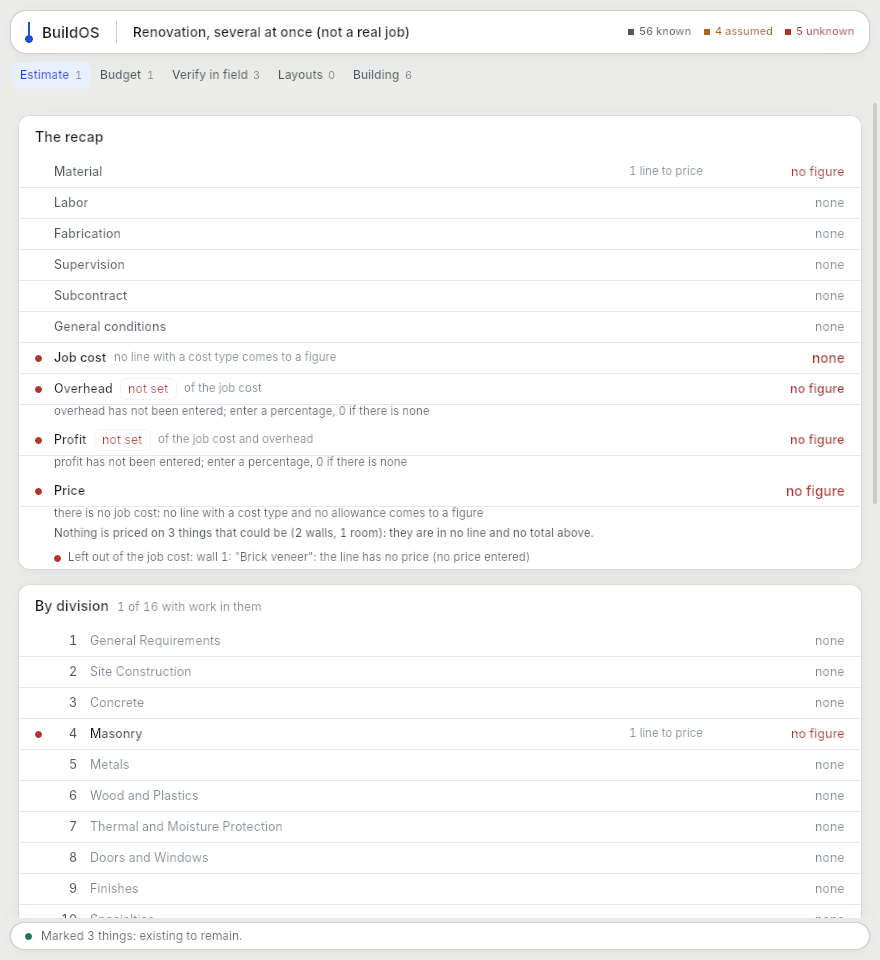 BuildOS Renovation, several at once (not a real job) 56 known 4 assumed 5 unknown
Estimate 1 Budget 1 Verify in field 3 Layouts 0 Building 6
The recap
Material 1 line to price no figure
Labor none
Fabrication none
Supervision none
Subcontract none
General conditions none
Job cost no line with a cost type comes to a figure none
Overhead not set of the job cost no figure
overhead has not been entered; enter a percentage, 0 if there is none
Profit not set of the job cost and overhead no figure
profit has not been entered; enter a percentage, 0 if there is none
Price no figure
there is no job cost: no line with a cost type and no allowance comes to a figure
Nothing is priced on 3 things that could be (2 walls, 1 room): they are in no line and no total above.
Left out of the job cost: wall 1: "Brick veneer": the line has no price (no price entered)
By division 1 of 16 with work in them
1 General Requirements none
2 Site Construction none
3 Concrete none
4 Masonry 1 line to price no figure
5 Metals none
6 Wood and Plastics none
7 Thermal and Moisture Protection none
8 Doors and Windows none
9 Finishes none
10 Specialties none
Marked 3 things: existing to remain.